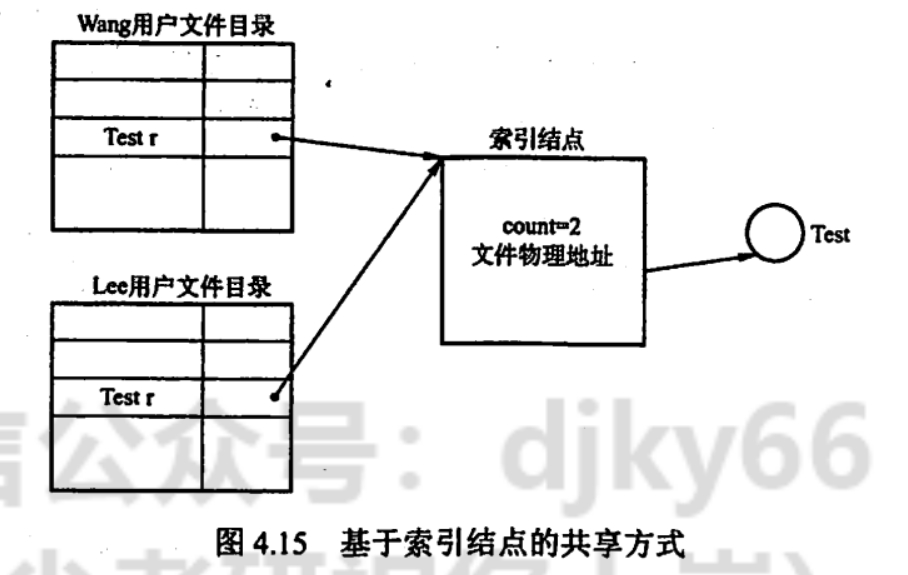 Wang用户文件目录
Test r
索引结点
count=2
文件物理地址
Test
Lee用户文件目录
Test r
信公众号：djky66
图 4.15 基于索引结点的共享方式